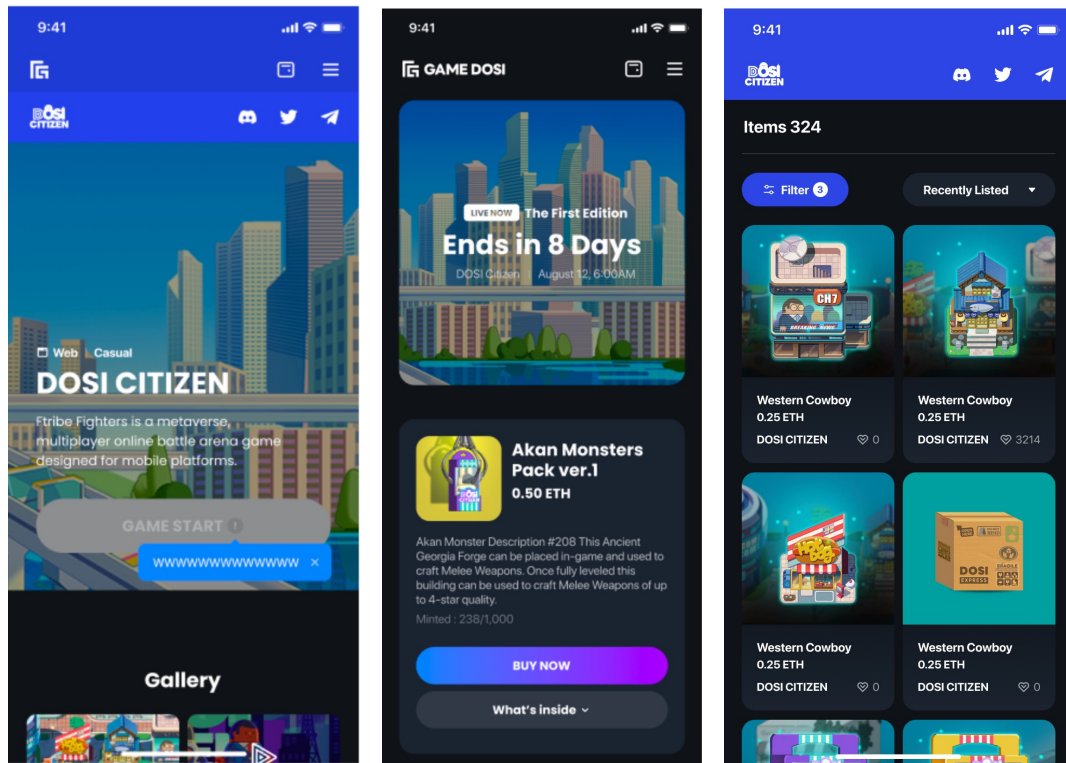 9:41
DOSI
CITIZEN
Web
Casual
DOSI CITIZEN
Ftribe Fighters is a metaverse,
multiplayer online battle arena game
designed for mobile platforms.
GAME START !
WWWWWWWWWWWWWW ×
Gallery
9:41
GAME DOSI
LIVE NOW The First Edition
Ends in 8 Days
DOSI Citizen | August 12, 6:00AM
DOSI
CITIZEN
Akan Monsters
Pack ver.1
0.50 ETH
Akan Monster Description #208 This Ancient
Georgia Forge can be placed in-game and used to
craft Melee Weapons. Once fully leveled this
building can be used to craft Melee Weapons of up
to 4-star quality.
Minted : 238/1,000
BUY NOW
What's inside
9:41
DOSI
CITIZEN
Items 324
Filter 3
Recently Listed
CH7
BREAKING NEWS
Western Cowboy
0.25 ETH
DOSI CITIZEN 0
Western Cowboy
0.25 ETH
DOSI CITIZEN 3214
HOT
DOG
DOSI
EXPRESS
FRAGILE
Western Cowboy
0.25 ETH
DOSI CITIZEN 0
Western Cowboy
0.25 ETH
DOSI CITIZEN 0